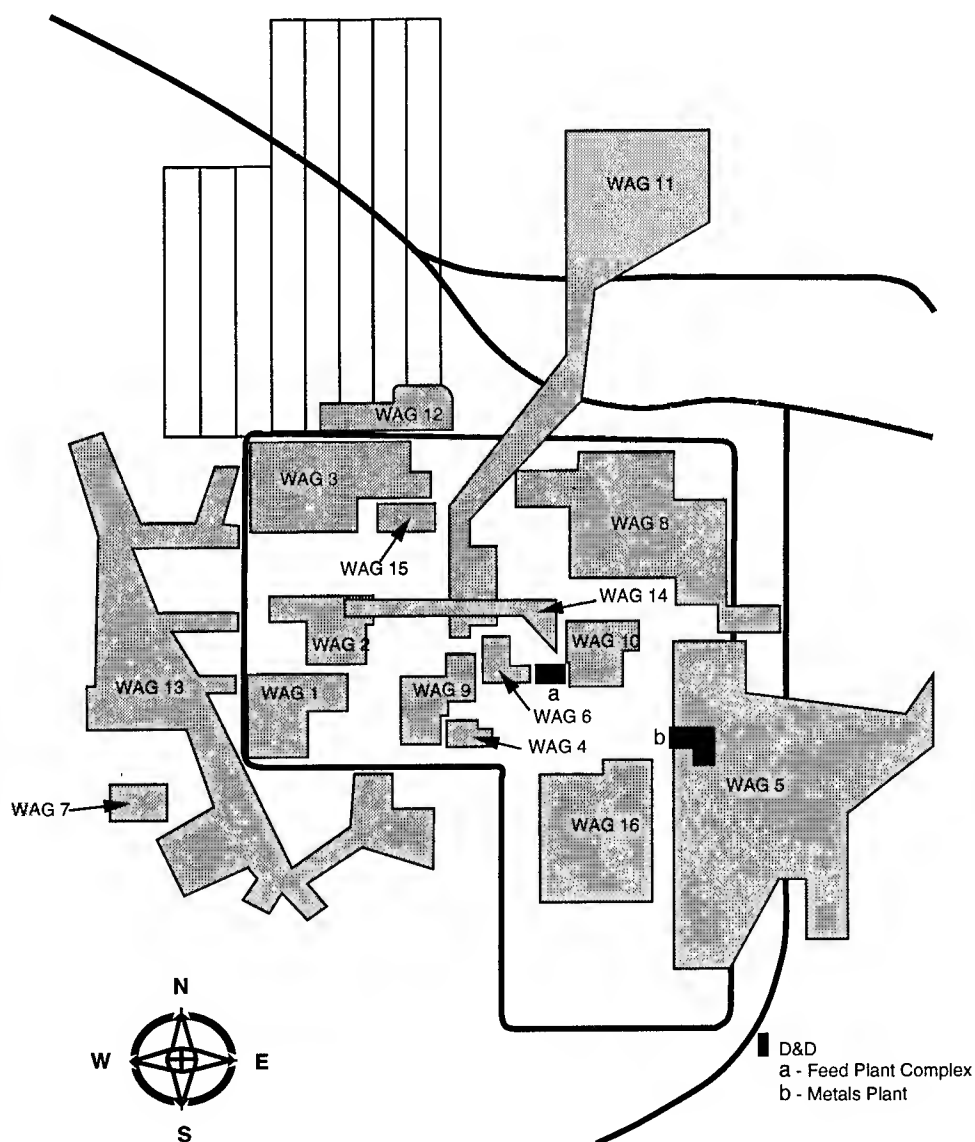 WAG 11
WAG 12
WAG 3
WAG 8
WAG 15
WAG 14
WAG 2
WAG 10
WAG 13
WAG 1
WAG 9
a
WAG 6
b
WAG 4
WAG 5
WAG 7
WAG 16
N
W
E
S
D&D
a - Feed Plant Complex
b - Metals Plant